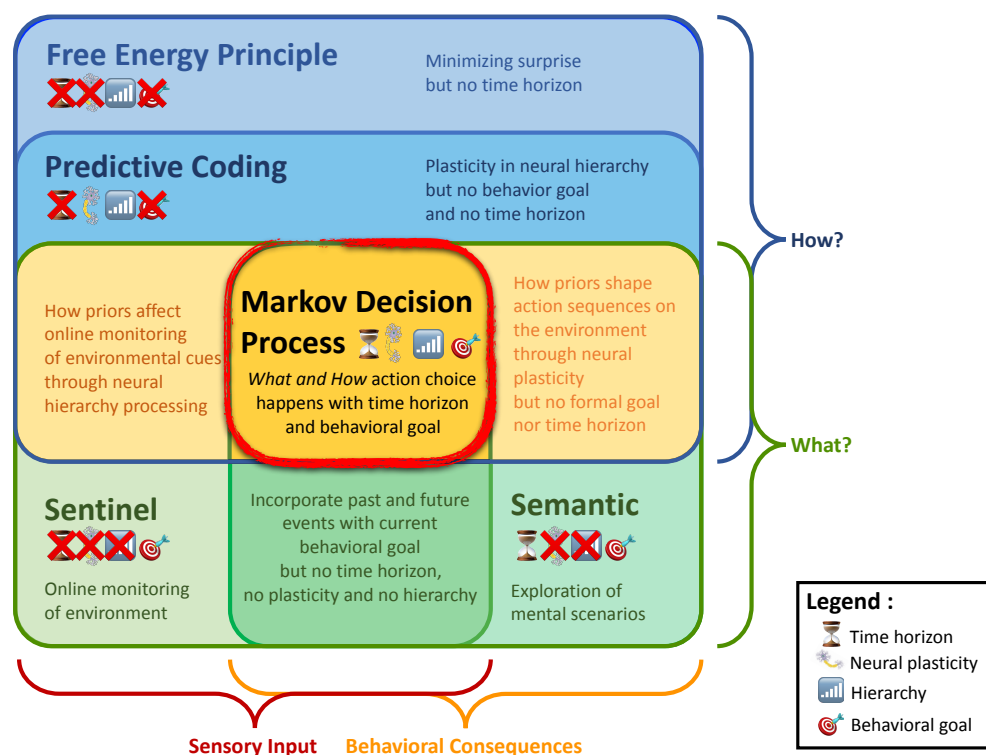 Free Energy Principle
Minimizing surprise
but no time horizon
Predictive Coding
Plasticity in neural hierarchy
but no behavior goal
and no time horizon
How?
How priors affect
online monitoring
of environmental cues
through neural
hierarchy processing
Markov Decision
Process
What and How action choice
happens with time horizon
and behavioral goal
How priors shape
action sequences on
the environment
through neural
plasticity
but no formal goal
nor time horizon
What?
Sentinel
Online monitoring
of environment
Incorporate past and future
events with current
behavioral goal
but no time horizon,
no plasticity and no hierarchy
Semantic
Exploration of
mental scenarios
Legend :
Time horizon
Neural plasticity
Hierarchy
Behavioral goal
Sensory Input
Behavioral Consequences